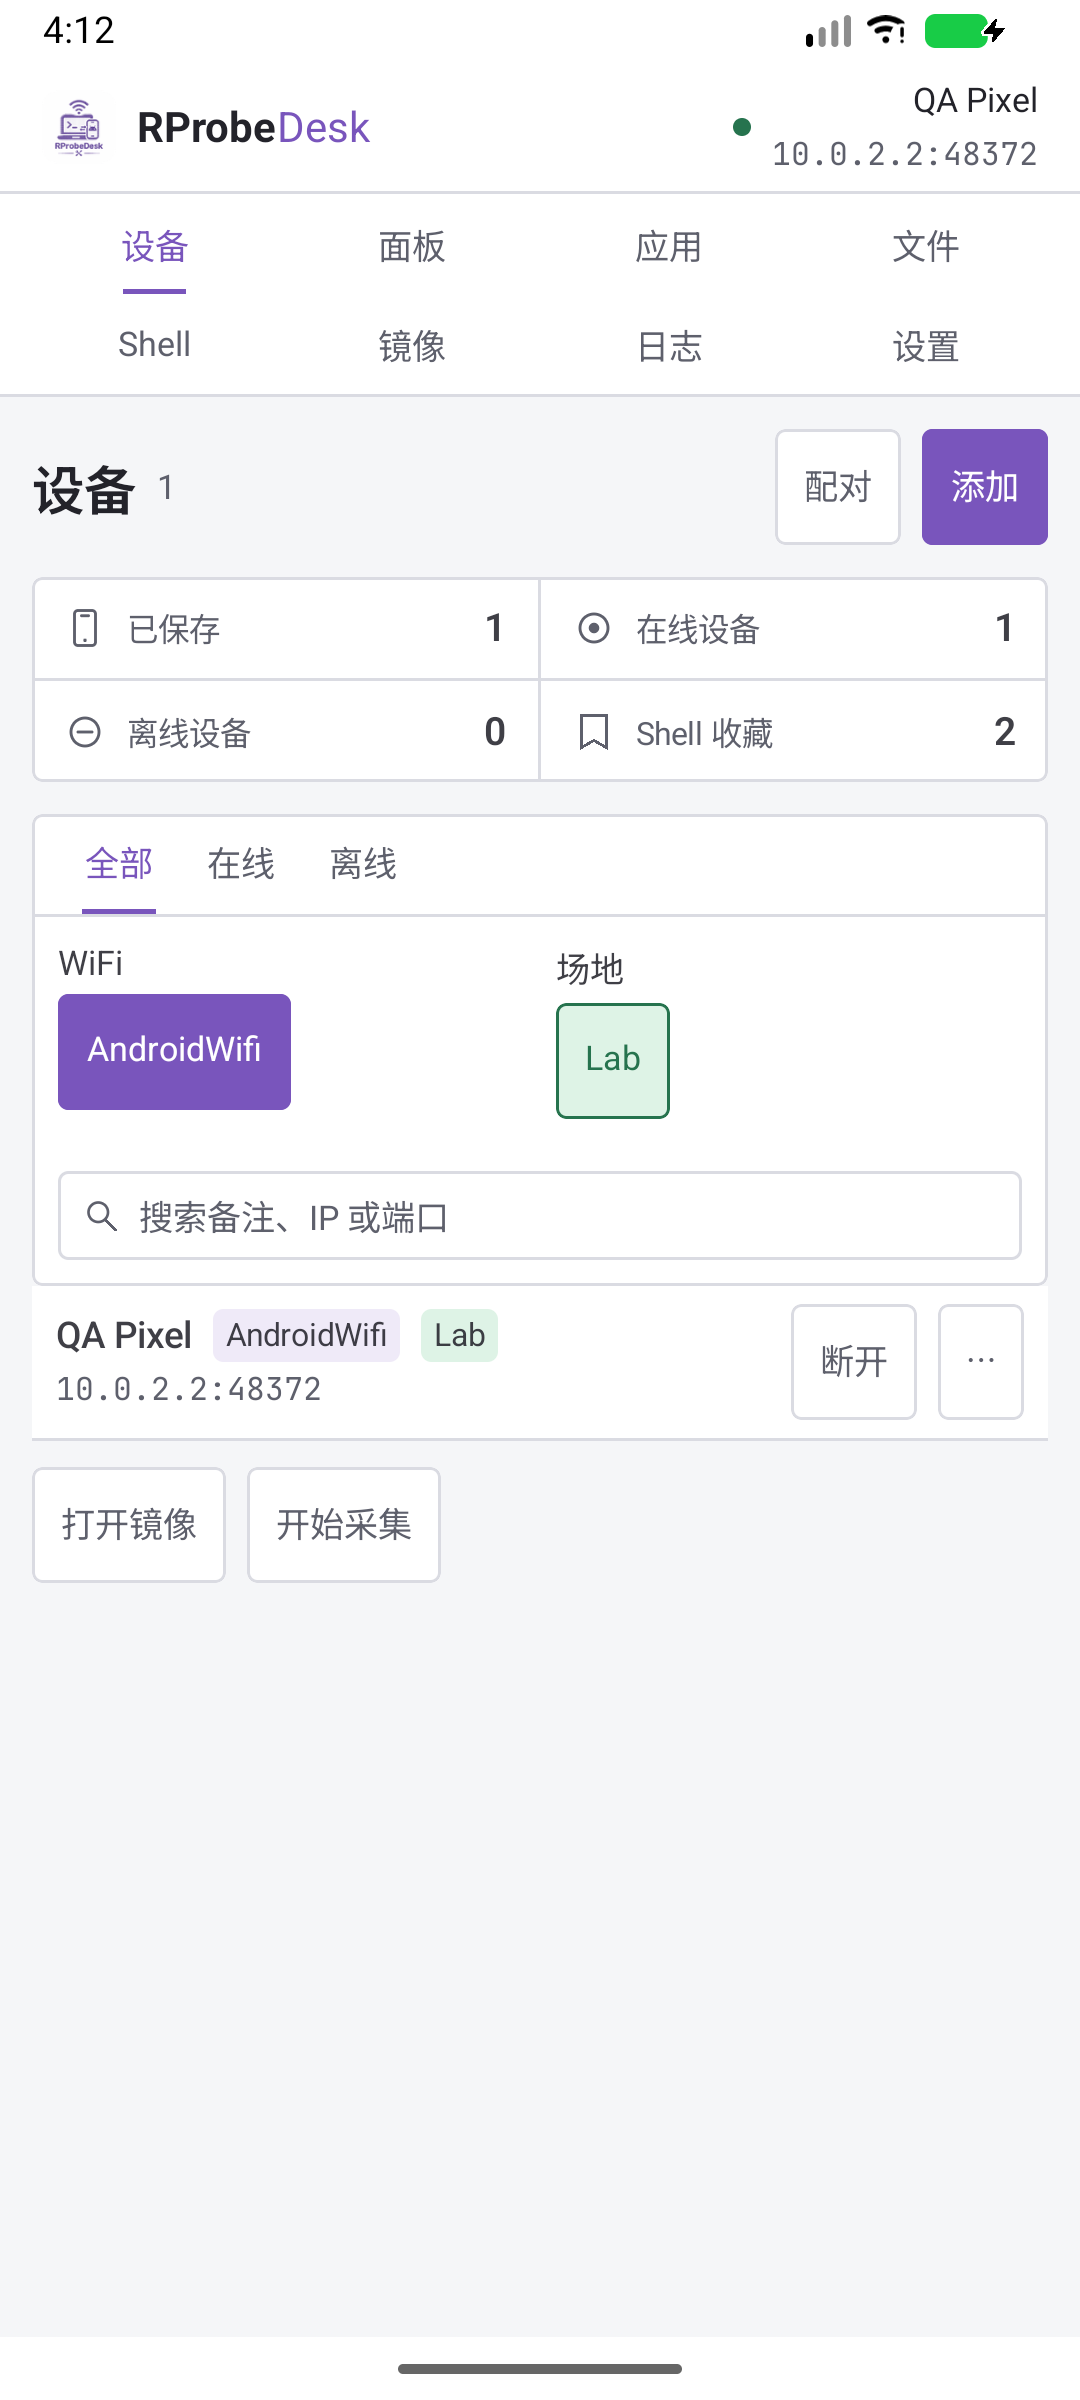 4:12
RProbeDesk
RProbeDesk
QA Pixel
10.0.2.2:48372
设备 面板 应用 文件
Shell 镜像 日志 设置
设备 1 配对 添加
已保存 1 在线设备 1
离线设备 0 Shell 收藏 2
全部 在线 离线
WiFi 场地
AndroidWifi Lab
搜索备注、IP 或端口
QA Pixel AndroidWifi Lab
10.0.2.2:48372
断开 ...
打开镜像 开始采集